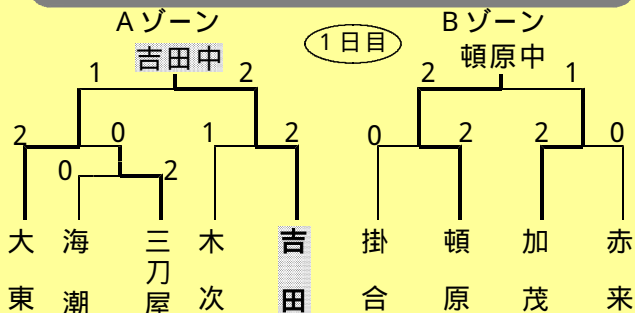 Aゾーン
1日目
Bゾーン
吉田中
頓原中
1 2 2 1
2 0 1 2 0 2 2 0
0 2
大東
海潮
三刀屋
木次
吉田
掛合
頓原
加茂
赤来